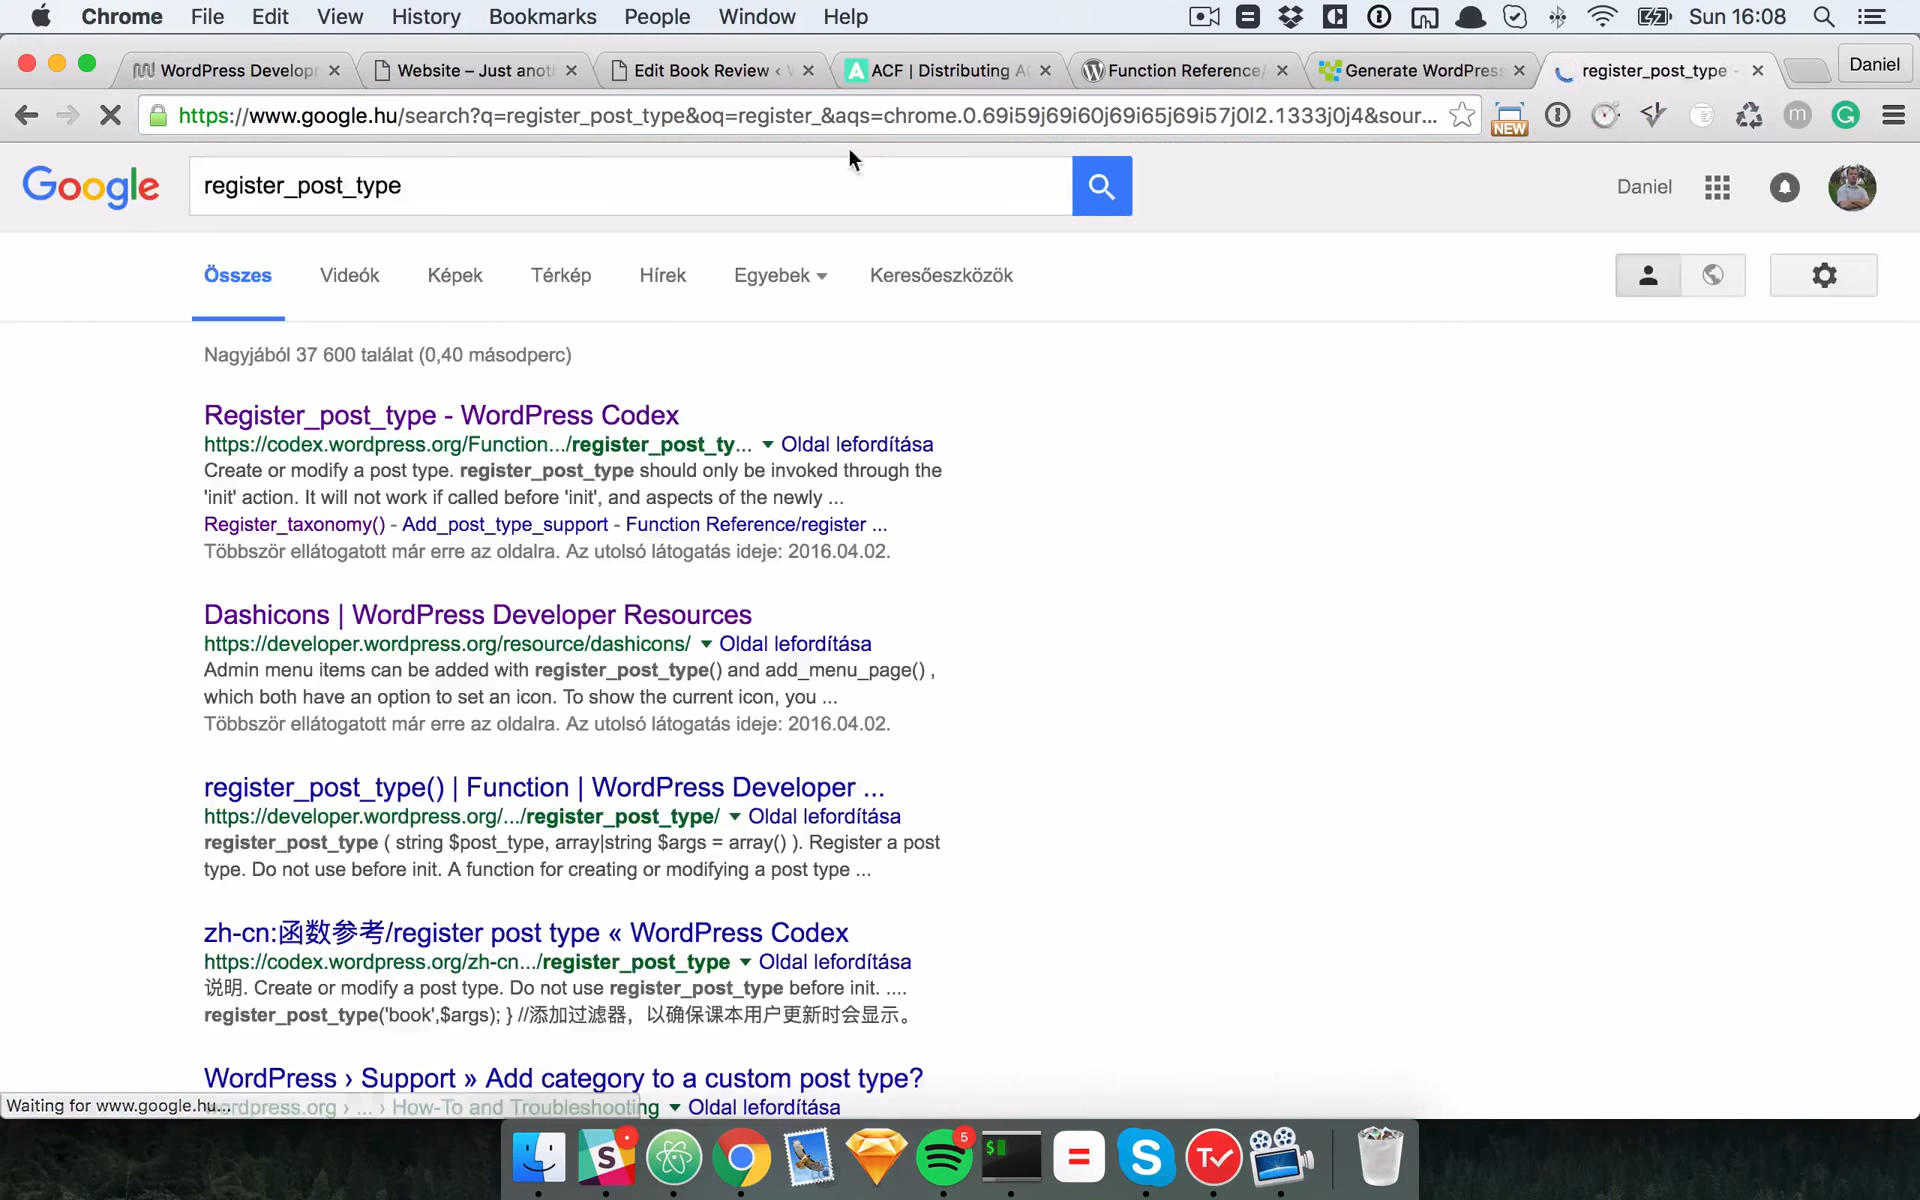 Chrome File Edit View History Bookmarks People Window Help Sun 16:08
WordPress Develop Website – Just anot Edit Book Review ‹ ACF | Distributing A Function Reference/ Generate WordPress register_post_type - Daniel
https://www.google.hu/search?q=register_post_type&oq=register_&aqs=chrome.0.69i59j69i60j69i65j69i57j0l2.1333j0j4&sour... NEW
Google register_post_type Daniel
Összes Videók Képek Térkép Hírek Egyebek Keresőeszközök
Nagyjából 37 600 találat (0,40 másodperc)
Register_post_type - WordPress Codex
https://codex.wordpress.org/Function.../register_post_ty... Oldal lefordítása
Create or modify a post type. register_post_type should only be invoked through the
'init' action. It will not work if called before 'init', and aspects of the newly ...
Register_taxonomy() - Add_post_type_support - Function Reference/register ...
Többször ellátogatott már erre az oldalra. Az utolsó látogatás ideje: 2016.04.02.
Dashicons | WordPress Developer Resources
https://developer.wordpress.org/resource/dashicons/ Oldal lefordítása
Admin menu items can be added with register_post_type() and add_menu_page() ,
which both have an option to set an icon. To show the current icon, you ...
Többször ellátogatott már erre az oldalra. Az utolsó látogatás ideje: 2016.04.02.
register_post_type() | Function | WordPress Developer ...
https://developer.wordpress.org/.../register_post_type/ Oldal lefordítása
register_post_type ( string $post_type, array|string $args = array() ). Register a post
type. Do not use before init. A function for creating or modifying a post type ...
zh-cn:函数参考/register post type « WordPress Codex
https://codex.wordpress.org/zh-cn.../register_post_type Oldal lefordítása
说明. Create or modify a post type. Do not use register_post_type before init. ....
register_post_type('book',$args); } //添加过滤器，以确保课本用户更新时会显示。
WordPress › Support » Add category to a custom post type?
Waiting for www.google.hu... rdpress.org › ... › How-To and Troubleshooting Oldal lefordítása
5